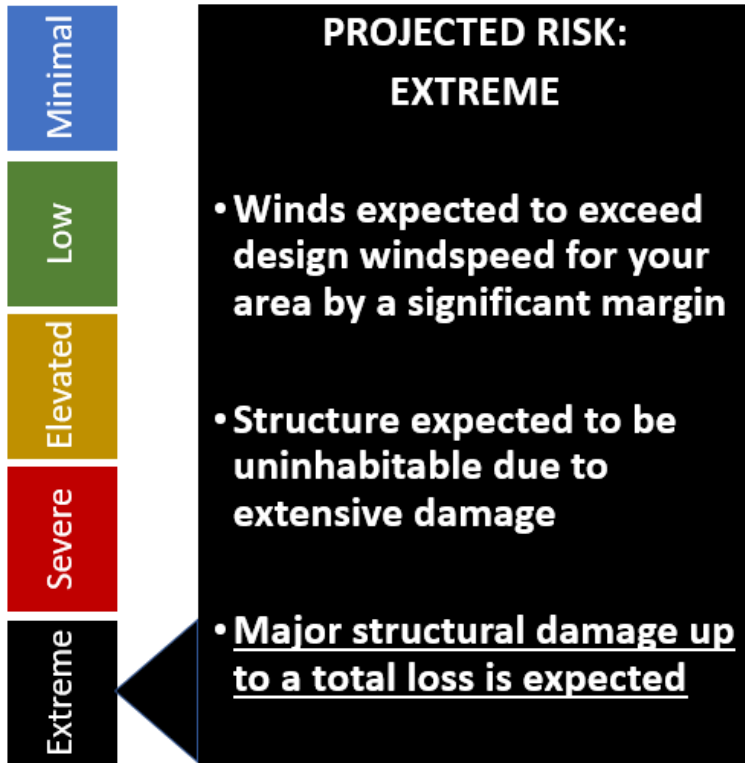 Minimal
Low
Elevated
Severe
Extreme
PROJECTED RISK:
EXTREME
• Winds expected to exceed
design windspeed for your
area by a significant margin
• Structure expected to be
uninhabitable due to
extensive damage
• Major structural damage up
to a total loss is expected